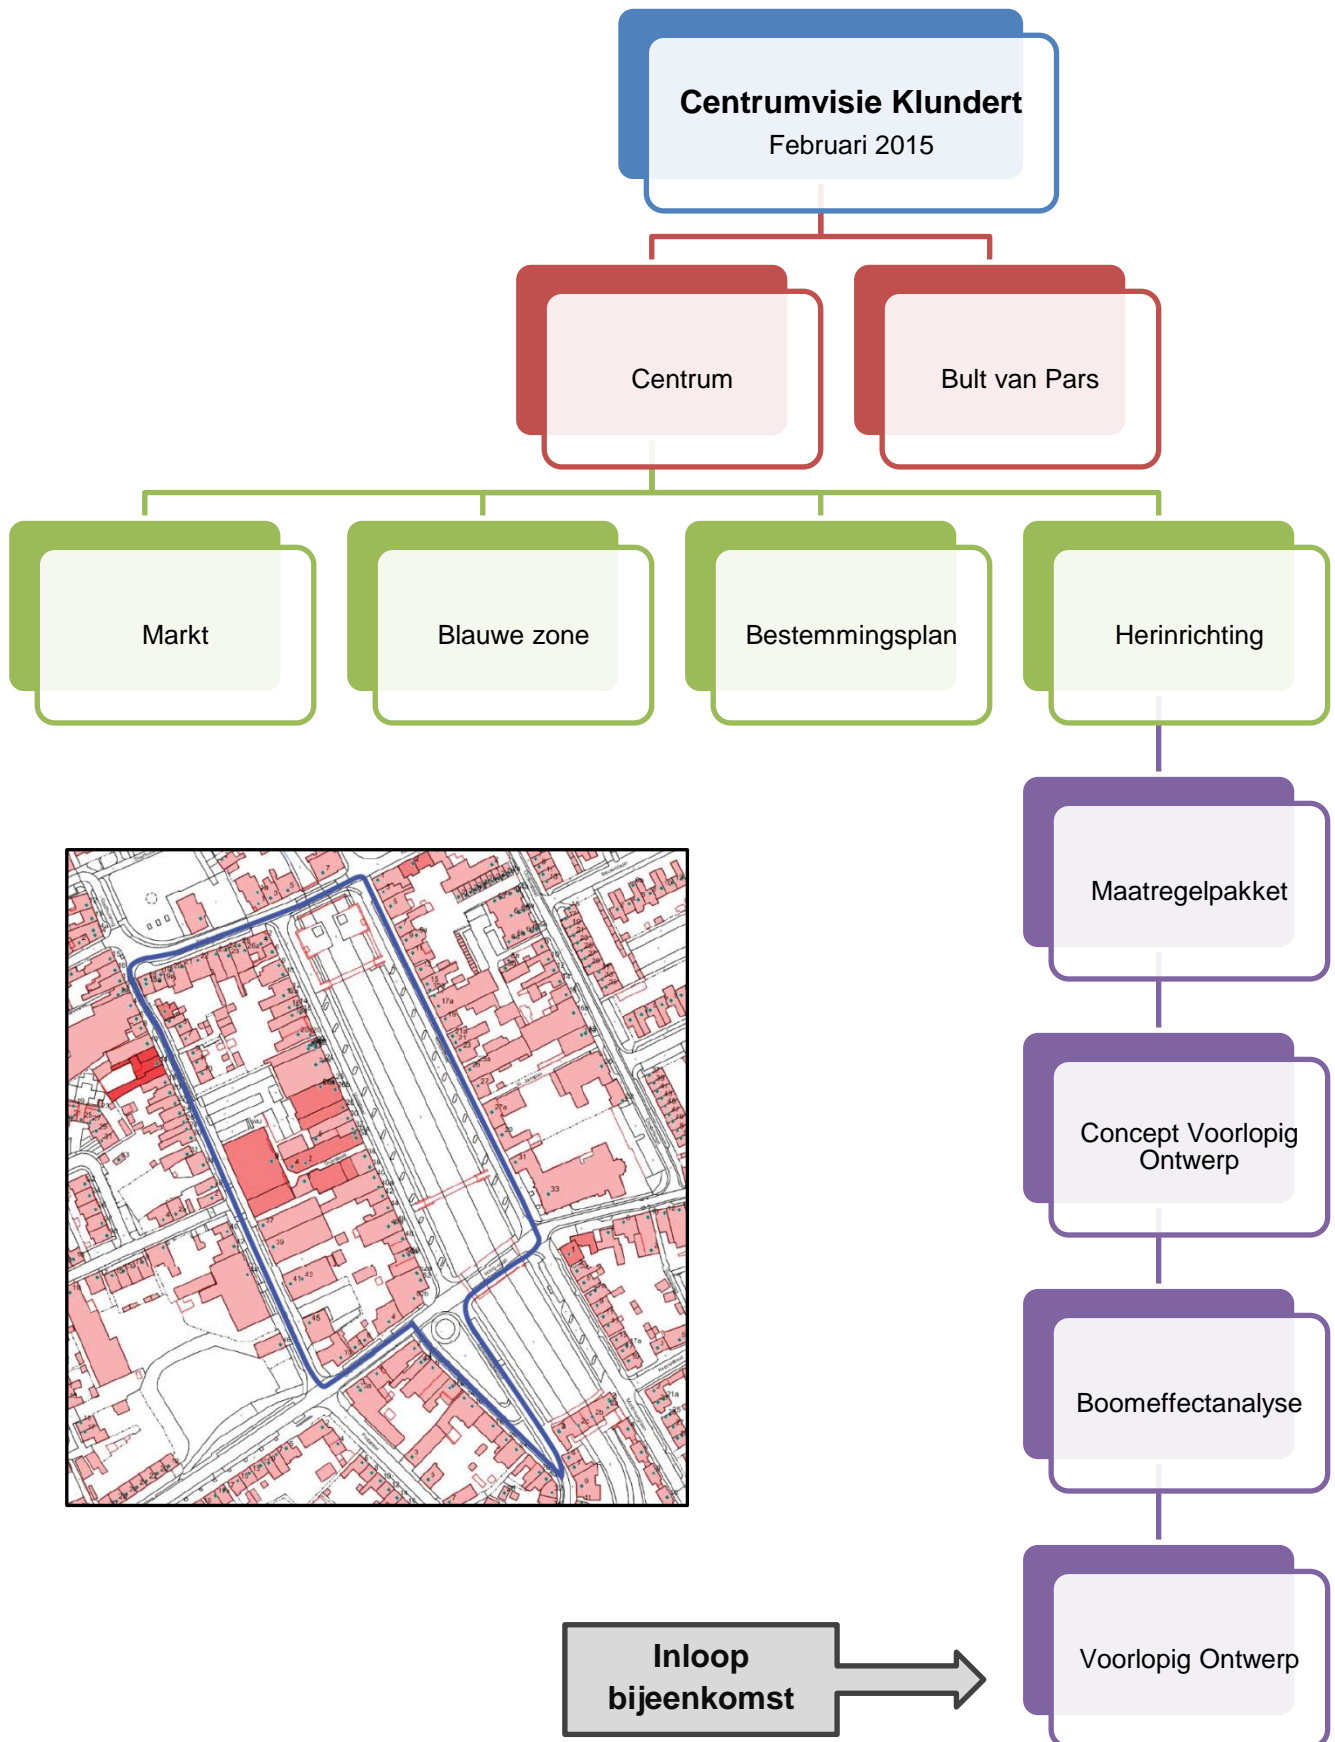 Centrumvisie Klundert
Februari 2015
Centrum
Bult van Pars
Markt
Blauwe zone
Bestemmingsplan
Herinrichting
Maatregelpakket
Concept Voorlopig
Ontwerp
Boomeffectanalyse
Voorlopig Ontwerp
Inloop
bijeenkomst